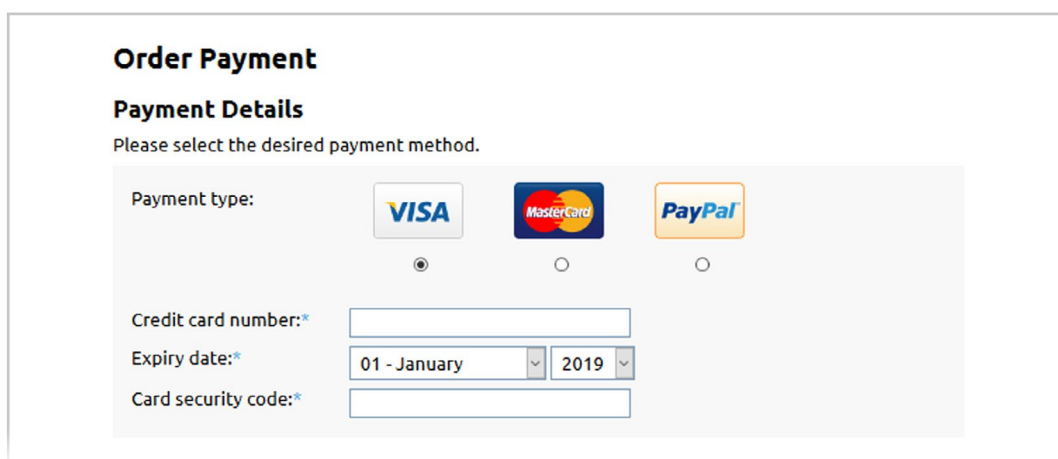 Order Payment
Payment Details
Please select the desired payment method.
Payment type:
VISA MasterCard PayPal
Credit card number:*
Expiry date:* 01 - January 2019
Card security code:*